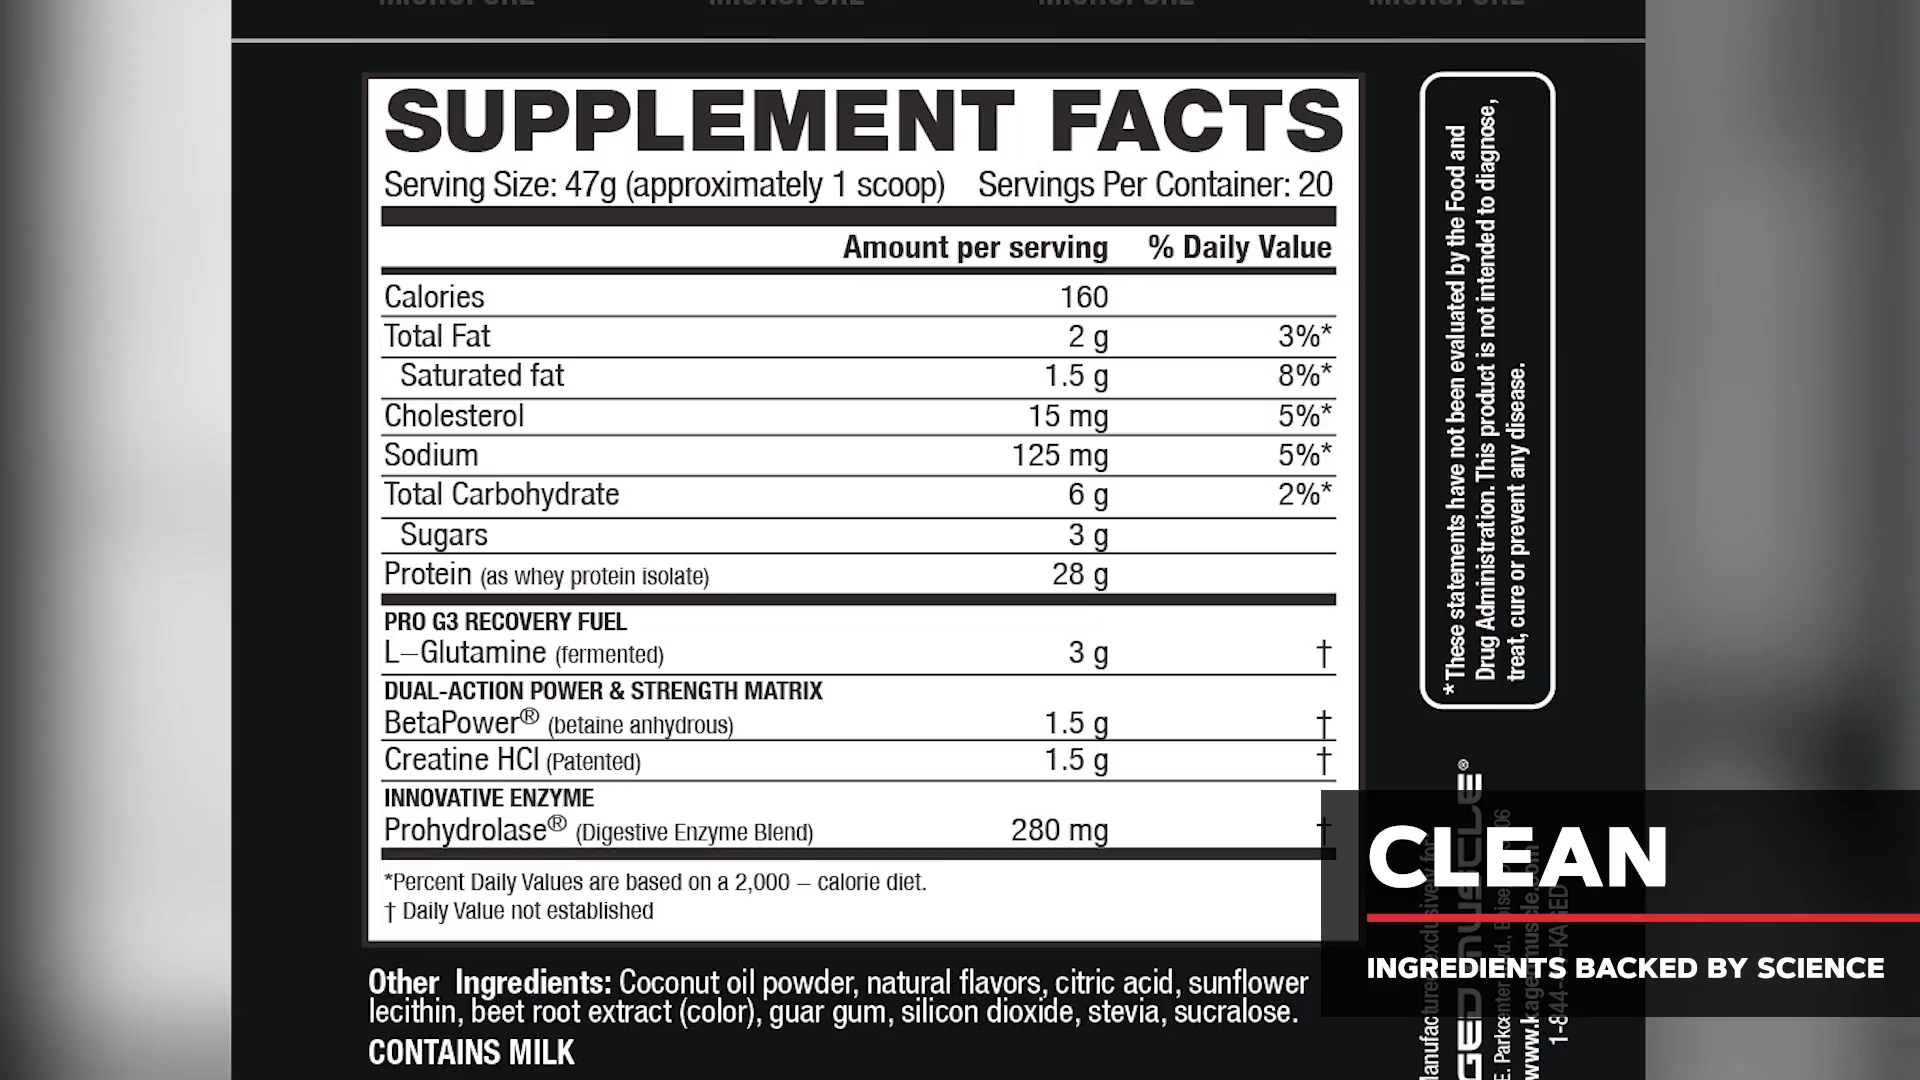 SUPPLEMENT FACTS
Serving Size: 47g (approximately 1 scoop) Servings Per Container: 20
Amount per serving % Daily Value
Calories 160
Total Fat 2 g 3%*
Saturated fat 1.5 g 8%*
Cholesterol 15 mg 5%*
Sodium 125 mg 5%*
Total Carbohydrate 6 g 2%*
Sugars 3 g
Protein (as whey protein isolate) 28 g
PRO G3 RECOVERY FUEL
L–Glutamine (fermented) 3 g †
DUAL-ACTION POWER & STRENGTH MATRIX
BetaPower® (betaine anhydrous) 1.5 g †
Creatine HCl (Patented) 1.5 g †
INNOVATIVE ENZYME
Prohydrolase® (Digestive Enzyme Blend) 280 mg †
*Percent Daily Values are based on a 2,000 – calorie diet.
† Daily Value not established
Other Ingredients: Coconut oil powder, natural flavors, citric acid, sunflower
lecithin, beet root extract (color), guar gum, silicon dioxide, stevia, sucralose.
CONTAINS MILK
*These statements have not been evaluated by the Food and
Drug Administration. This product is not intended to diagnose,
treat, cure or prevent any disease.
CLEAN
INGREDIENTS BACKED BY SCIENCE